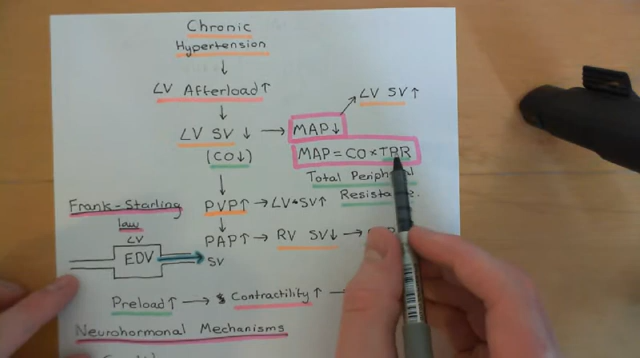 Chronic
Hypertension
↓
LV Afterload↑
↓
LV SV ↓ → MAP↓ ↗ LV SV ↑
(CO↓)
MAP = CO × TPR
Total Peripheral
Resistance.
↓
PVP↑ → LV SV↑
↓
PAP↑ → RV SV↓ →
Frank-Starling
law
LV
EDV
SV
Preload↑ → Contractility↑ →
Neurohormonal Mechanisms